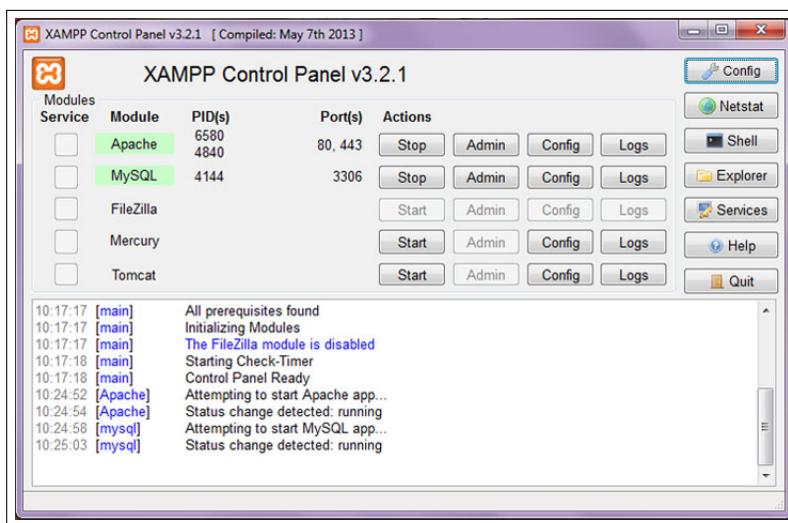 XAMPP Control Panel v3.2.1 [ Compiled: May 7th 2013 ]
XAMPP Control Panel v3.2.1
Config
Modules
Service Module PID(s) Port(s) Actions
Netstat
Apache 6580 4840 80, 443 Stop Admin Config Logs
Shell
MySQL 4144 3306 Stop Admin Config Logs
Explorer
FileZilla Start Admin Config Logs
Services
Mercury Start Admin Config Logs
Help
Tomcat Start Admin Config Logs
Quit
10:17:17 [main] All prerequisites found
10:17:17 [main] Initializing Modules
10:17:17 [main] The FileZilla module is disabled
10:17:18 [main] Starting Check-Timer
10:17:18 [main] Control Panel Ready
10:24:52 [Apache] Attempting to start Apache app...
10:24:54 [Apache] Status change detected: running
10:24:58 [mysql] Attempting to start MySQL app...
10:25:03 [mysql] Status change detected: running